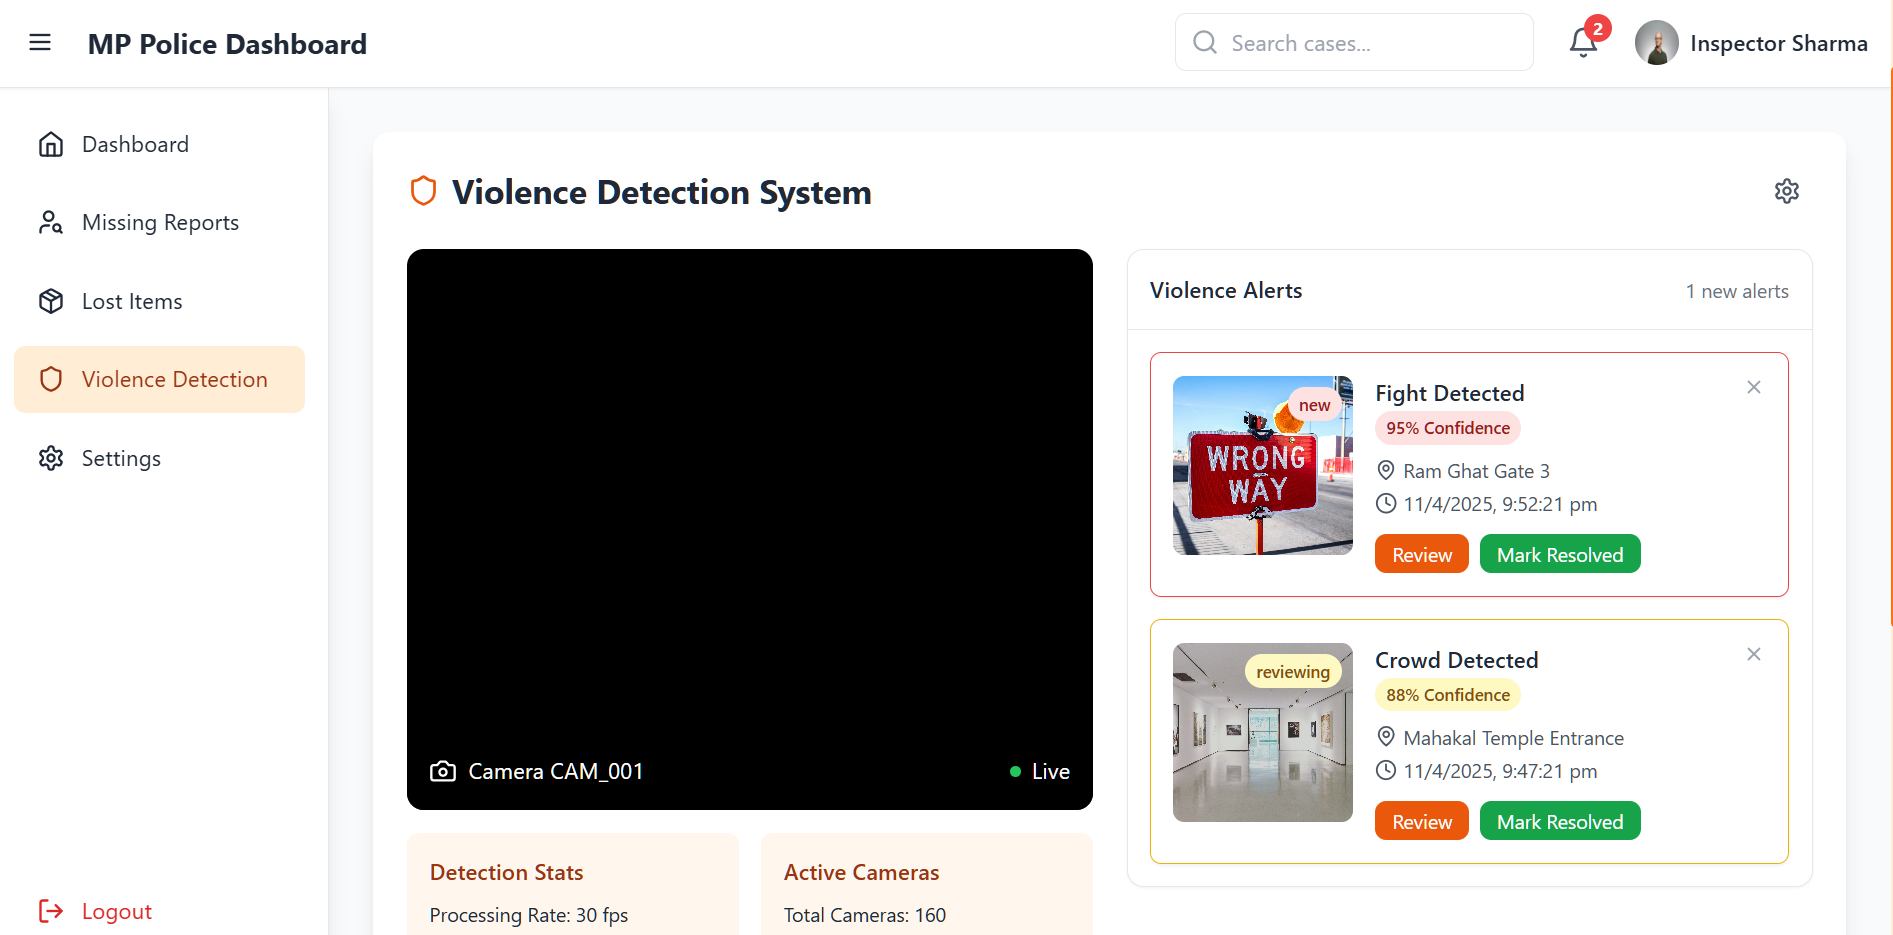 MP Police Dashboard
Search cases...
2
Inspector Sharma
Dashboard
Missing Reports
Lost Items
Violence Detection
Settings
Logout
Violence Detection System
Camera CAM_001
Live
Detection Stats
Processing Rate: 30 fps
Active Cameras
Total Cameras: 160
Violence Alerts
1 new alerts
new
WRONG
WAY
Fight Detected
95% Confidence
Ram Ghat Gate 3
11/4/2025, 9:52:21 pm
Review
Mark Resolved
reviewing
Crowd Detected
88% Confidence
Mahakal Temple Entrance
11/4/2025, 9:47:21 pm
Review
Mark Resolved